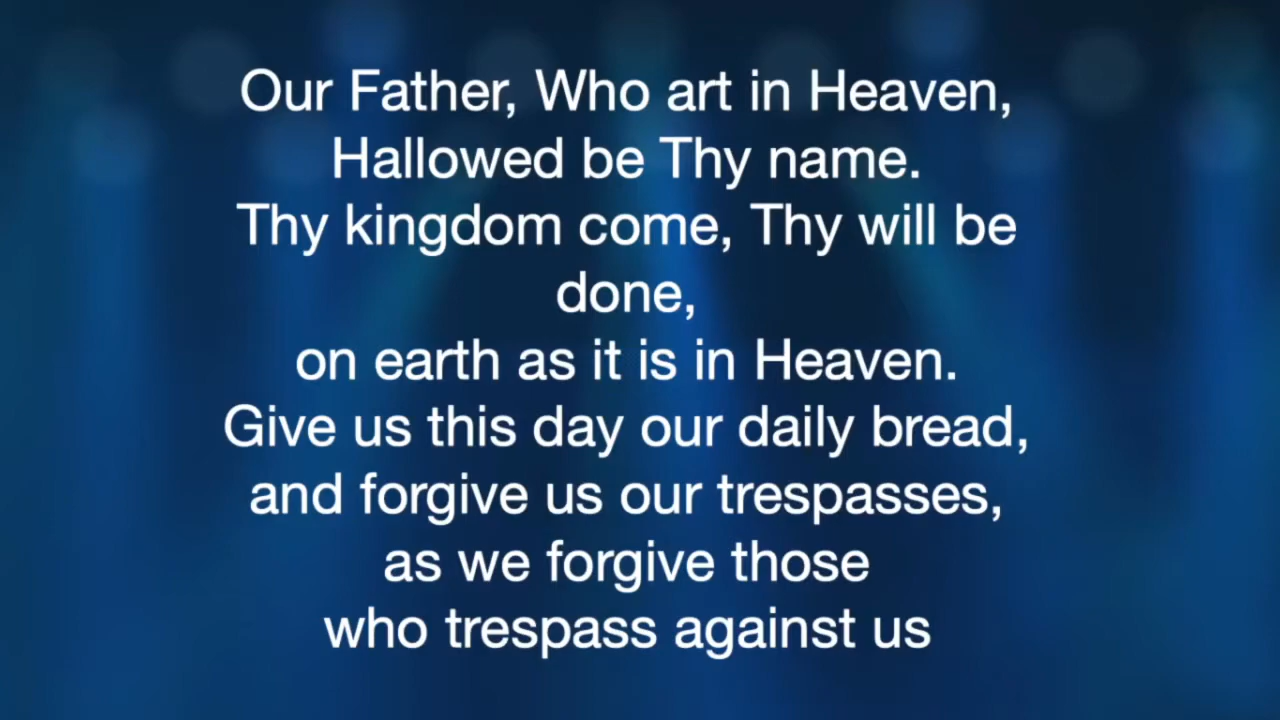 Our Father, Who art in Heaven,
Hallowed be Thy name.
Thy kingdom come, Thy will be
done,
on earth as it is in Heaven.
Give us this day our daily bread,
and forgive us our trespasses,
as we forgive those
who trespass against us